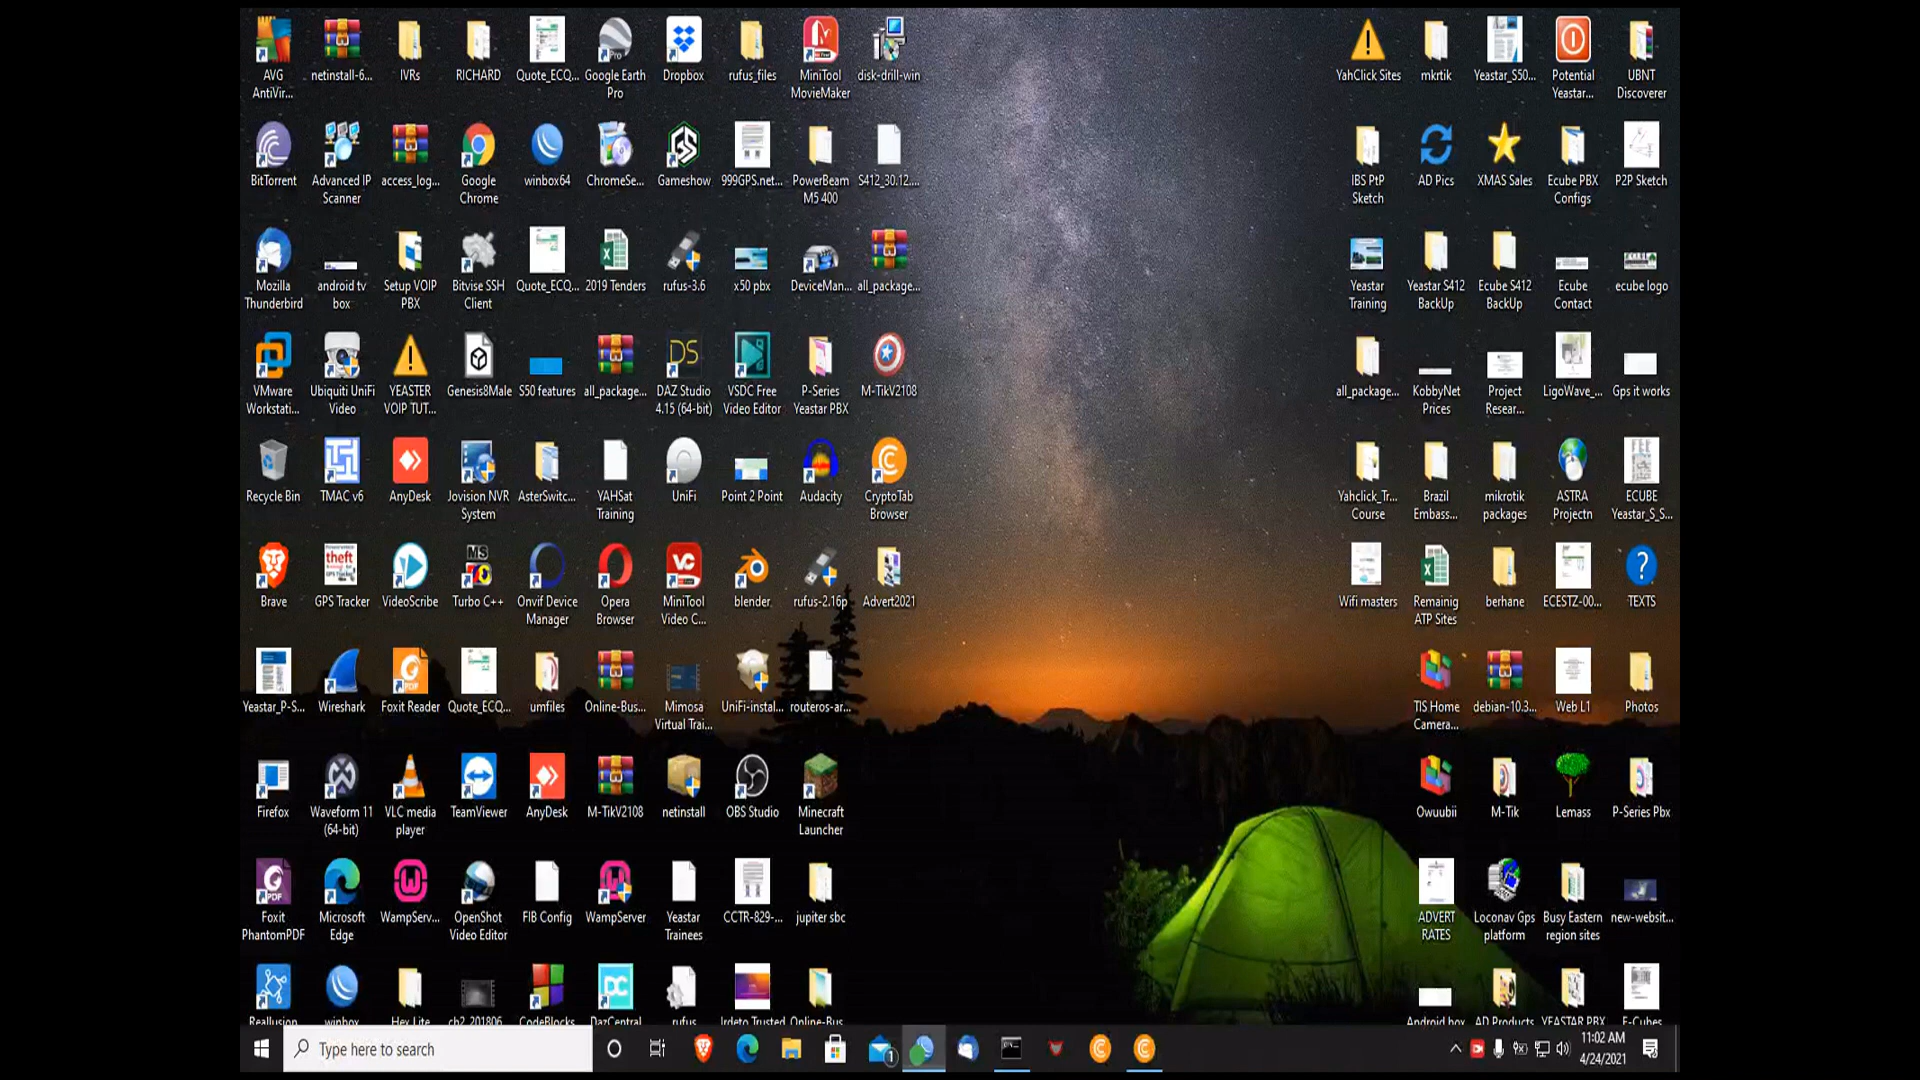 AVG
AntiVir...
netinstall-6...
IVRs
RICHARD
Quote_ECQ...
Google Earth
Pro
Dropbox
rufus_files
MiniTool
MovieMaker
disk-drill-win
YahClick Sites
mkrtik
Yeastar_S50...
Potential
Yeastar...
UBNT
Discoverer
BitTorrent
Advanced IP
Scanner
access_log...
Google
Chrome
winbox64
ChromeSe...
Gameshow
999GPS.net...
PowerBeam
M5 400
S412_30.12....
IBS PtP
Sketch
AD Pics
XMAS Sales
Ecube PBX
Configs
P2P Sketch
Mozilla
Thunderbird
android tv
box
Setup VOIP
PBX
Bitvise SSH
Client
Quote_ECQ...
2019 Tenders
rufus-3.6
x50 pbx
DeviceMan...
all_package...
Yeastar
Training
Yeastar S412
BackUp
Ecube S412
BackUp
Ecube
Contact
ecube logo
VMware
Workstati...
Ubiquiti UniFi
Video
YEASTER
VOIP TUT...
Genesis8Male
S50 features
all_package...
DS
DAZ Studio
4.15 (64-bit)
VSDC Free
Video Editor
P-Series
Yeastar PBX
M-TikV2108
all_package...
KobbyNet
Prices
Project
Resear...
LigoWave_...
Gps it works
Recycle Bin
TMAC v6
AnyDesk
Jovision NVR
System
AsterSwitc...
YAHSat
Training
UniFi
Point 2 Point
Audacity
CryptoTab
Browser
Yahclick_Tr...
Course
Brazil
Embass...
mikrotik
packages
ASTRA
Projectn
ECUBE
Yeastar_S_S...
Brave
theft
GPS Tracker
VideoScribe
MS
Turbo C++
Onvif Device
Manager
Opera
Browser
VC
MiniTool
Video C...
blender
rufus-2.16p
Advert2021
Wifi masters
Remainig
ATP Sites
berhane
ECESTZ-00...
TEXTS
Yeastar_P-S...
Wireshark
PDF
Foxit Reader
Quote_ECQ...
umfiles
Online-Bus...
Mimosa
Virtual Trai...
UniFi-instal...
routeros-ar...
TIS Home
Camera...
debian-10.3...
Web L1
Photos
Firefox
Waveform 11
(64-bit)
VLC media
player
TeamViewer
AnyDesk
M-TikV2108
netinstall
OBS Studio
Minecraft
Launcher
Owuubii
M-Tik
Lemass
P-Series Pbx
PDF
Foxit
PhantomPDF
Microsoft
Edge
WampServ...
OpenShot
Video Editor
FIB Config
WampServer
Yeastar
Trainees
CCTR-829-...
jupiter sbc
ADVERT
RATES
Loconav Gps
platform
Busy Eastern
region sites
new-websit...
Reallusion
winbox
Hex Lite
ch2_201806
CodeBlocks
DazCentral
rufus
Irdeto Trusted
Online-Bus
Android box
AD Products
YEASTAR PBX
E-Cubes
Type here to search
1
11:02 AM
4/24/2021